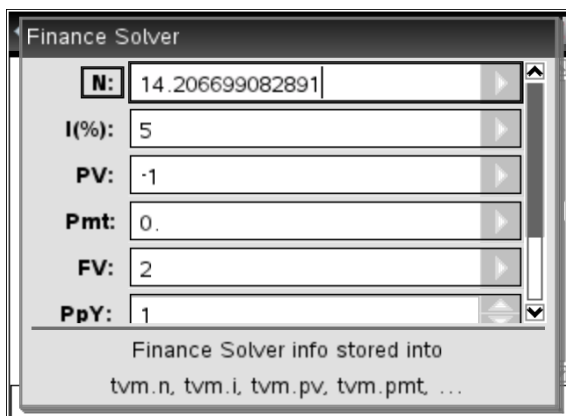 Finance Solver
N: 14.206699082891
I(%): 5
PV: -1
Pmt: 0.
FV: 2
PpY: 1
Finance Solver info stored into
tvm.n, tvm.i, tvm.pv, tvm.pmt, ...